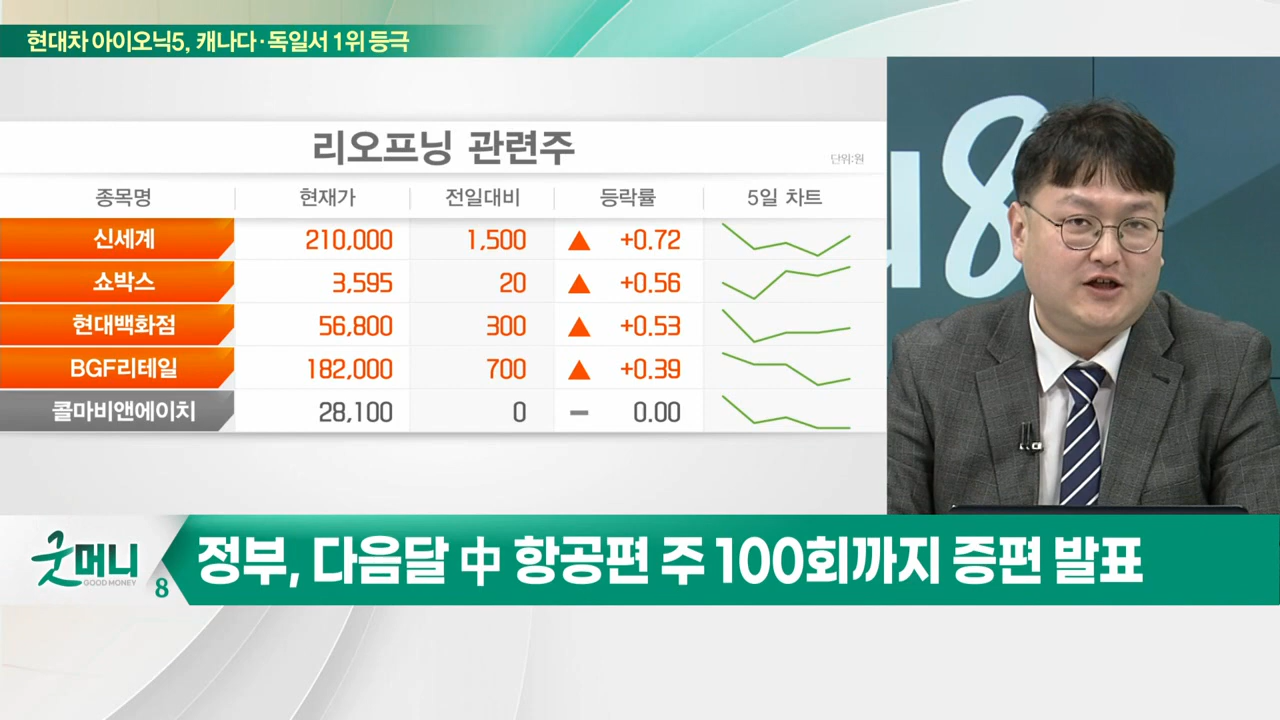 현대차 아이오닉5, 캐나다·독일서 1위 등극
리오프닝 관련주
단위:원
종목명 현재가 전일대비 등락률 5일 차트
신세계 210,000 1,500 ▲ +0.72
쇼박스 3,595 20 ▲ +0.56
현대백화점 56,800 300 ▲ +0.53
BGF리테일 182,000 700 ▲ +0.39
콜마비앤에이치 28,100 0 - 0.00
8
굿머니
GOOD MONEY
8
정부, 다음달 中 항공편 주 100회까지 증편 발표